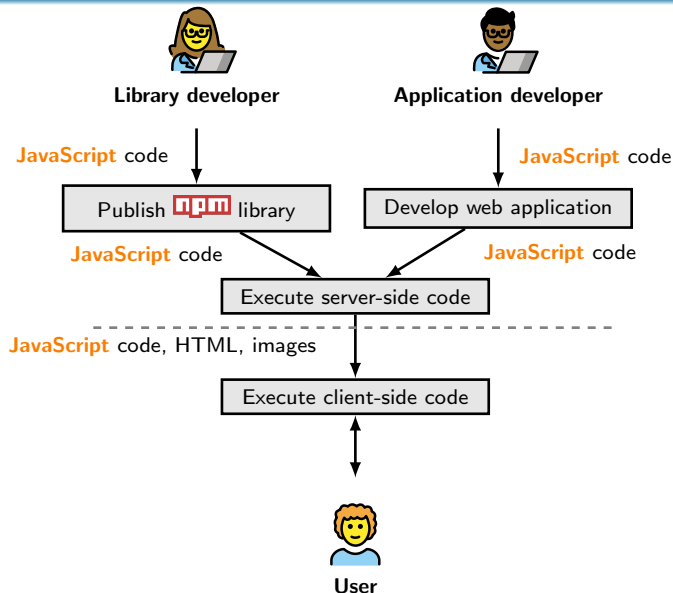 Library developer
Application developer
JavaScript code
JavaScript code
Publish npm library
Develop web application
JavaScript code
JavaScript code
Execute server-side code
JavaScript code, HTML, images
Execute client-side code
User